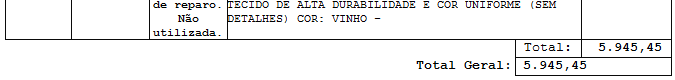 de reparo. TECIDO DE ALTA DURABILIDADE E COR UNIFORME (SEM
Não DETALHES) COR: VINHO –
utilizada.
Total: 5.945,45
Total Geral: 5.945,45